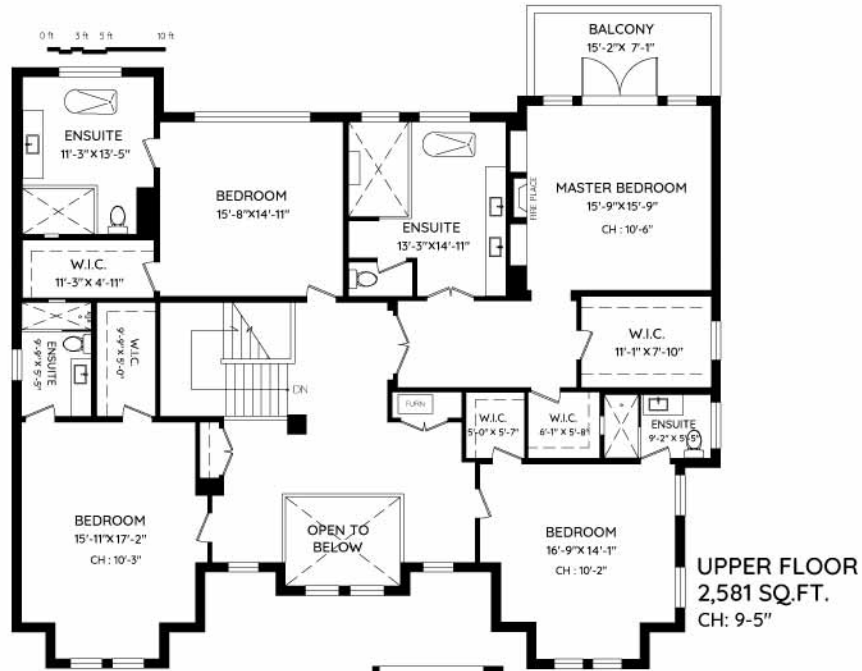 0 ft 3 ft 5 ft 10 ft
BALCONY
15'-2"X 7'-1"
ENSUITE
11'-3"X13'-5"
BEDROOM
15'-8"X14'-11"
ENSUITE
13'-3"X14'-11"
FIRE PLACE
MASTER BEDROOM
15'-9"X15'-9"
CH : 10'-6"
W.I.C.
11'-3"X 4'-11"
ENSUITE
9'-9"X 5'-5"
W.I.C
9'-9"X 5'-0"
DN
W.I.C.
11'-1"X7'-10"
FURN
W.I.C.
5'-0"X 5'-7"
W.I.C.
6'-1"X 5'-8"
ENSUITE
9'-2"X 5'-5"
BEDROOM
15'-11"X17'-2"
CH : 10'-3"
OPEN TO
BELOW
BEDROOM
16'-9"X14'-1"
CH : 10'-2"
UPPER FLOOR
2,581 SQ.FT.
CH: 9-5"